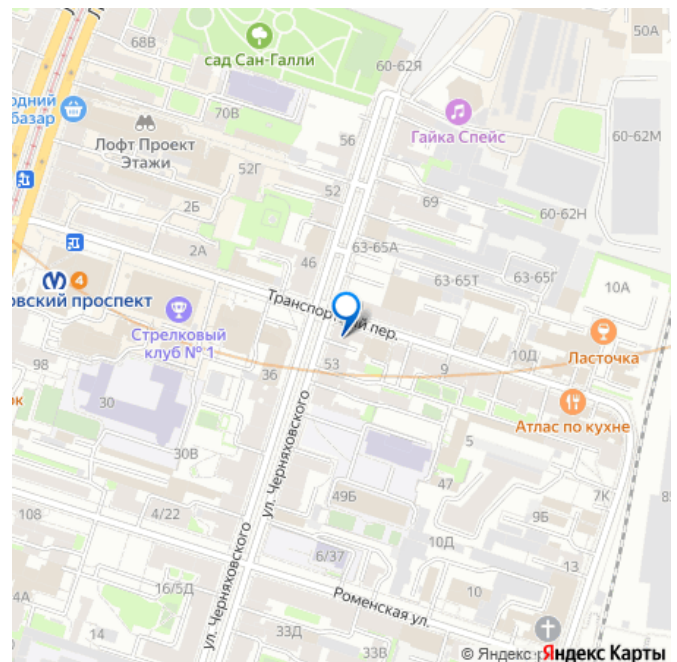 68В
50А
сад Сан-Галли
60-62Я
одний
базар
70В
Гайка Спейс
Лофт Проект
Этажи
56
60-62М
52Г
52
69
2Б
60-62Н
2А
46
63-65А
63-65Т
63-65Г
10А
4
овский проспект
Транспортный пер.
Стрелковый
клуб № 1
Ласточка
98
53
9
10Д
36
ок
30
Атлас по кухне
ул. Черняховского
5
30В
47
49Б
7К
108
4/22
9Б
10Д
6/37
13
16/5Д
10
Роменская ул.
14
ул. Черняховского
33Д
33В
© Яндекс
Яндекс Карты